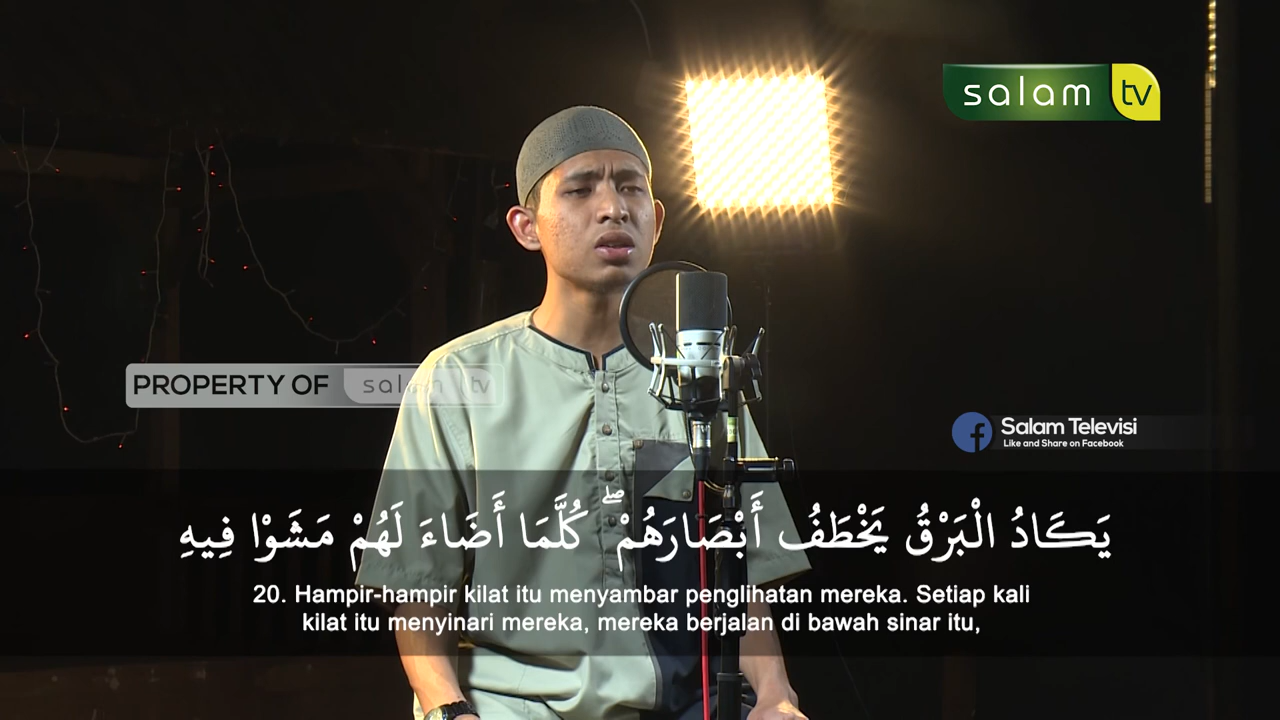 salam tv
PROPERTY OF salam tv
Salam Televisi
Like and Share on Facebook
يَكَادُ الْبَرْقُ يَخْطَفُ أَبْصَارَهُمْ ۖ كُلَّمَا أَضَاءَ لَهُمْ مَشَوْا فِيهِ
20. Hampir-hampir kilat itu menyambar penglihatan mereka. Setiap kali
kilat itu menyinari mereka, mereka berjalan di bawah sinar itu,